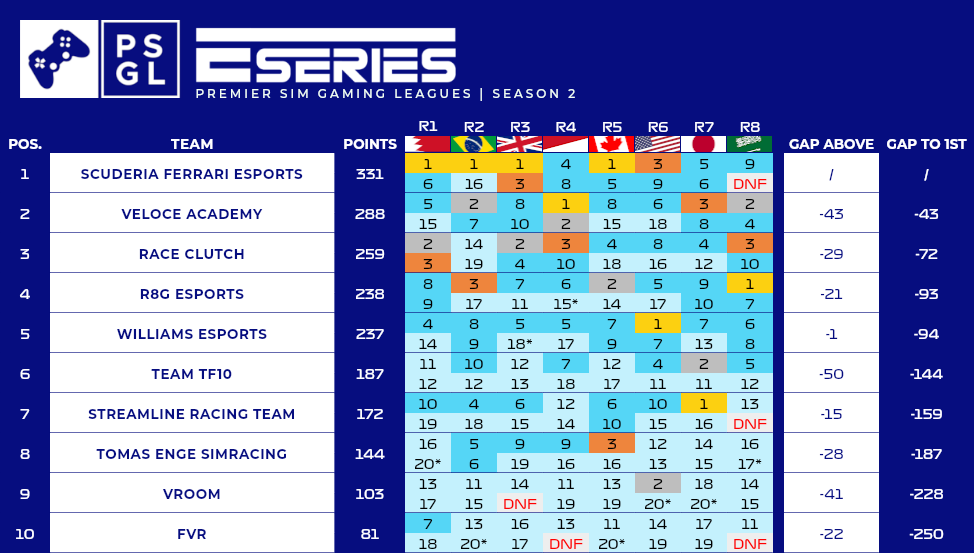 PS
GL
ESERIES
PREMIER SIM GAMING LEAGUES | SEASON 2
R1 R2 R3 R4 R5 R6 R7 R8
POS. TEAM POINTS GAP ABOVE GAP TO 1ST
1 1 1 4 1 3 5 9
1 SCUDERIA FERRARI ESPORTS 331 / /
6 16 3 8 5 9 6 DNF
5 2 8 1 8 6 3 2
2 VELOCE ACADEMY 288 -43 -43
15 7 10 2 15 18 8 4
2 14 2 3 4 8 4 3
3 RACE CLUTCH 259 -29 -72
3 19 4 10 18 16 12 10
8 3 7 6 2 5 9 1
4 R8G ESPORTS 238 -21 -93
9 17 11 15* 14 17 10 7
4 8 5 5 7 1 7 6
5 WILLIAMS ESPORTS 237 -1 -94
14 9 18* 17 9 7 13 8
11 10 12 7 12 4 2 5
6 TEAM TF10 187 -50 -144
12 12 13 18 17 11 11 12
10 4 6 12 6 10 1 13
7 STREAMLINE RACING TEAM 172 -15 -159
19 18 15 14 10 15 16 DNF
16 5 9 9 3 12 14 16
8 TOMAS ENGE SIMRACING 144 -28 -187
20* 6 19 16 16 13 15 17*
13 11 14 11 13 2 18 14
9 VROOM 103 -41 -228
17 15 DNF 19 19 20* 20* 15
7 13 16 13 11 14 17 11
10 FVR 81 -22 -250
18 20* 17 DNF 20* 19 19 DNF